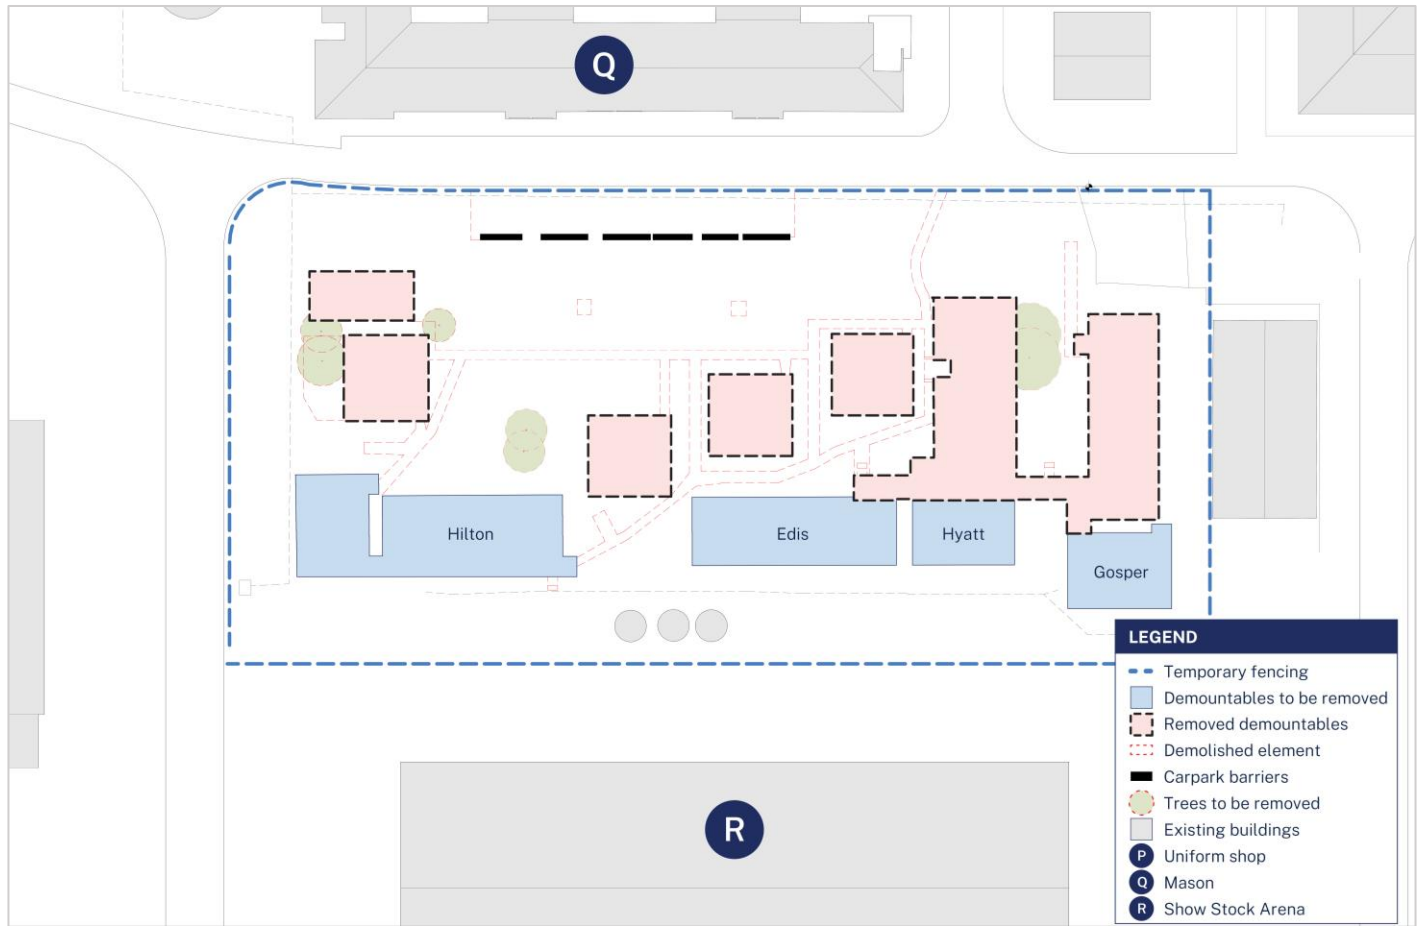 Q
Hilton
Edis
Hyatt
Gosper
R
LEGEND
Temporary fencing
Demountables to be removed
Removed demountables
Demolished element
Carpark barriers
Trees to be removed
Existing buildings
P Uniform shop
Q Mason
R Show Stock Arena